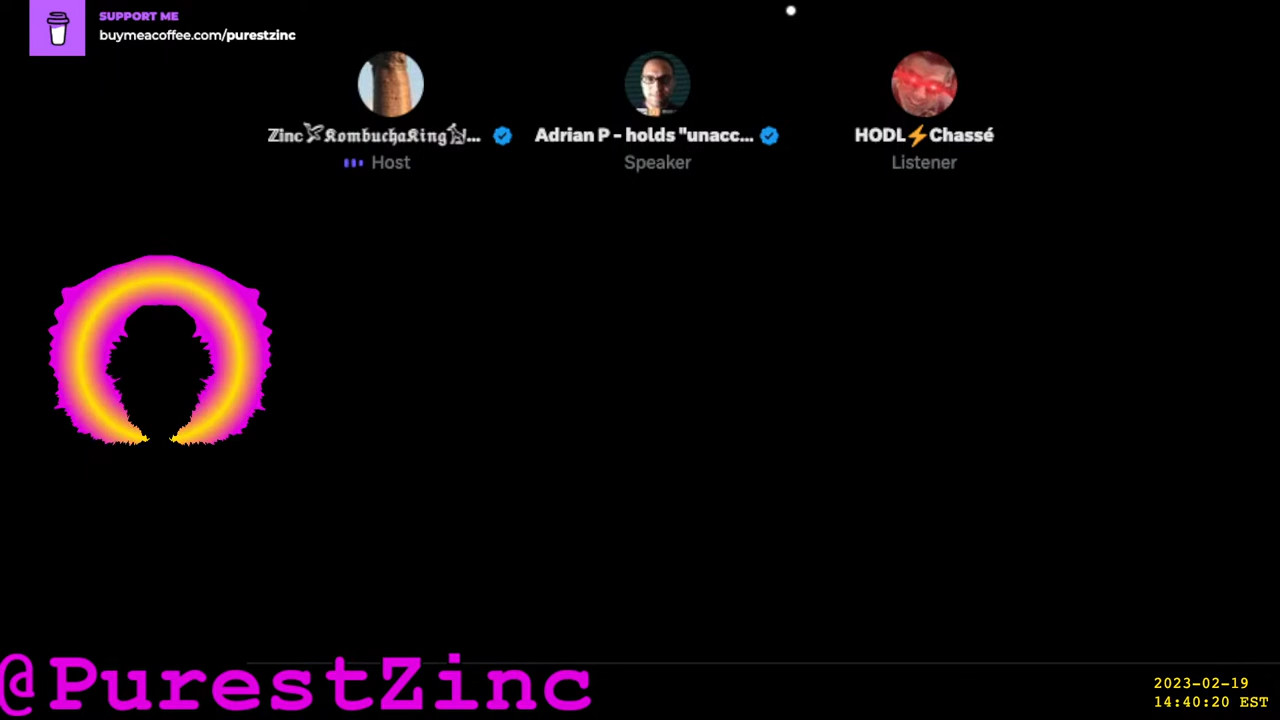 SUPPORT ME
buymeacoffee.com/purestzinc
ℤ𝔦𝔫𝔠🕊𝕶𝖔𝖒𝖇𝖚𝖈𝖍𝖆𝕶𝖎𝖓𝖌... Adrian P - holds "unacc... HODL⚡Chassé
Host Speaker Listener
@PurestZinc
2023-02-19
14:40:20 EST